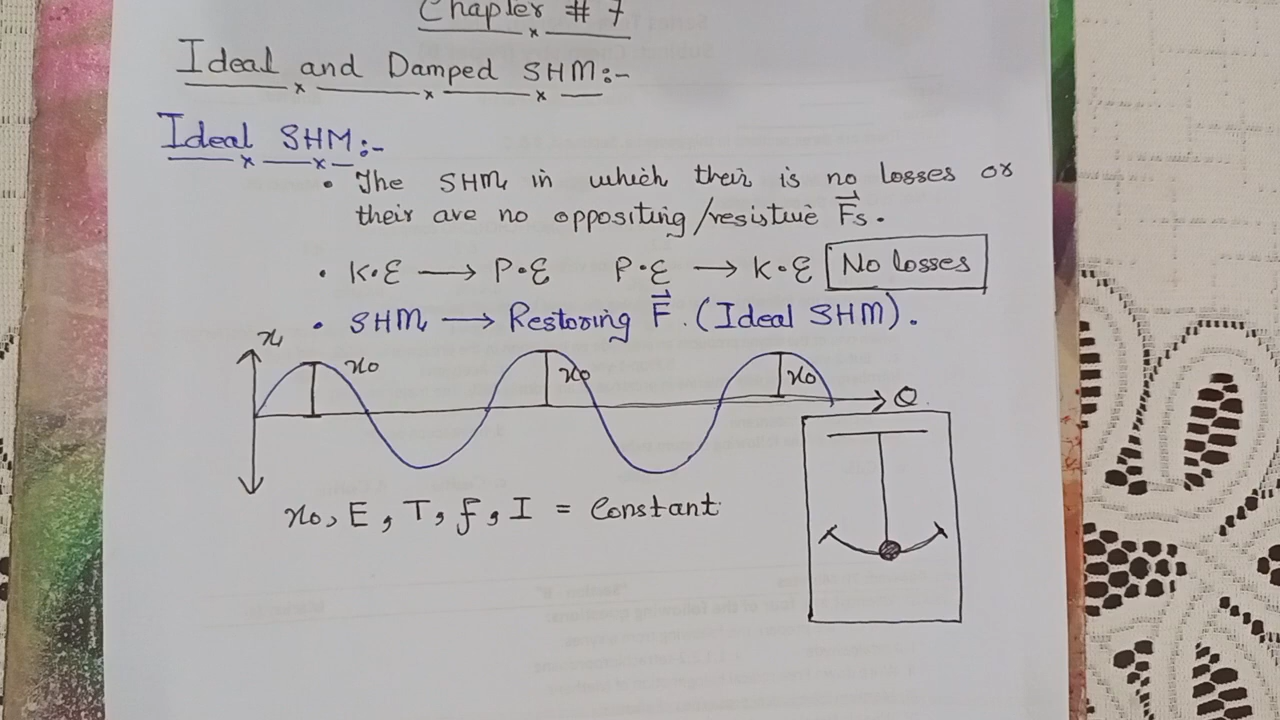 Chapter # 7
Ideal and Damped SHM:-
Ideal SHM:-
• The SHM in which their is no losses or
their are no oppositing/resistive F⃗s.
• K.E → P.E P.E → K.E No losses
• SHM → Restoring F⃗. (Ideal SHM).
x
x₀ x₀ x₀
θ
x₀, E, T, f, I = Constant